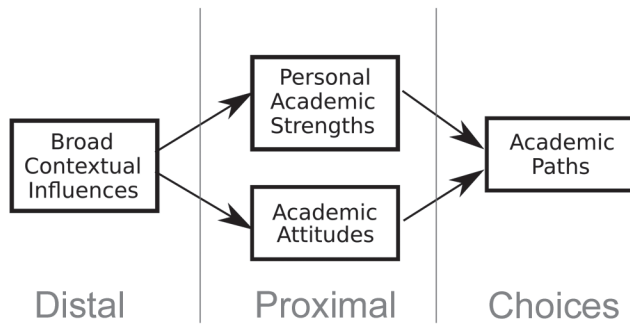 Broad
Contextual
Influences
Personal
Academic
Strengths
Academic
Attitudes
Academic
Paths
Distal
Proximal
Choices